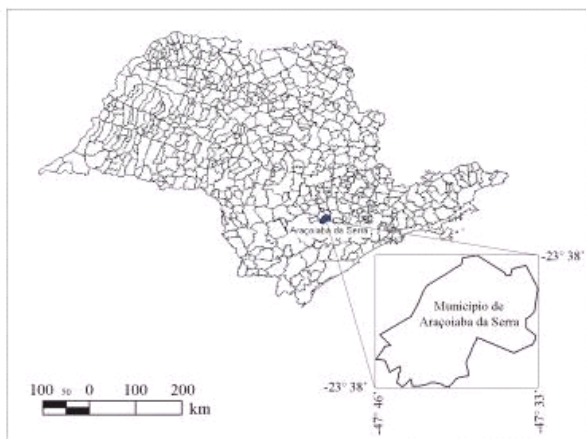 Araçoiaba da Serra
-23° 38'
Município de
Araçoiaba da Serra
-23° 38'
-47° 46'
-47° 33'
100 50 0 100 200
km